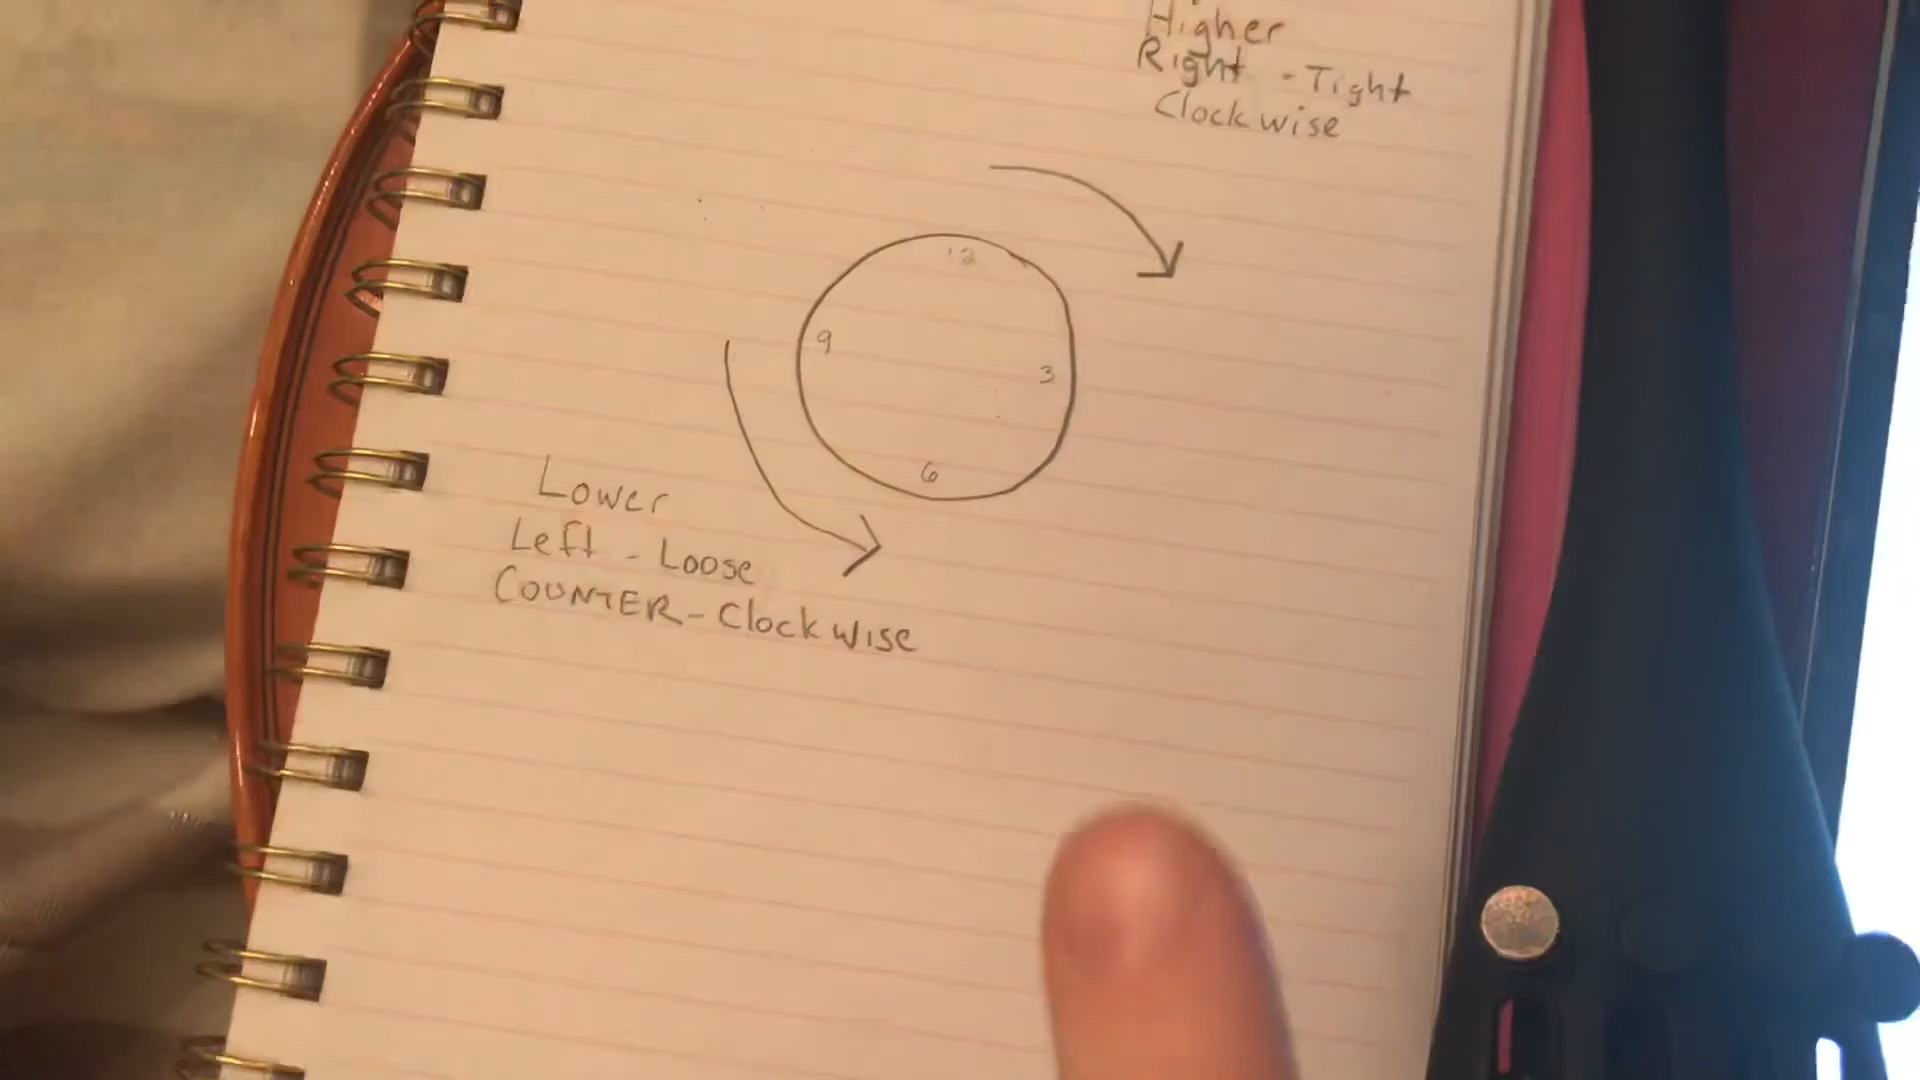 Higher
Right - Tight
Clockwise
12
9
3
6
Lower
Left - Loose
COUNTER-Clockwise